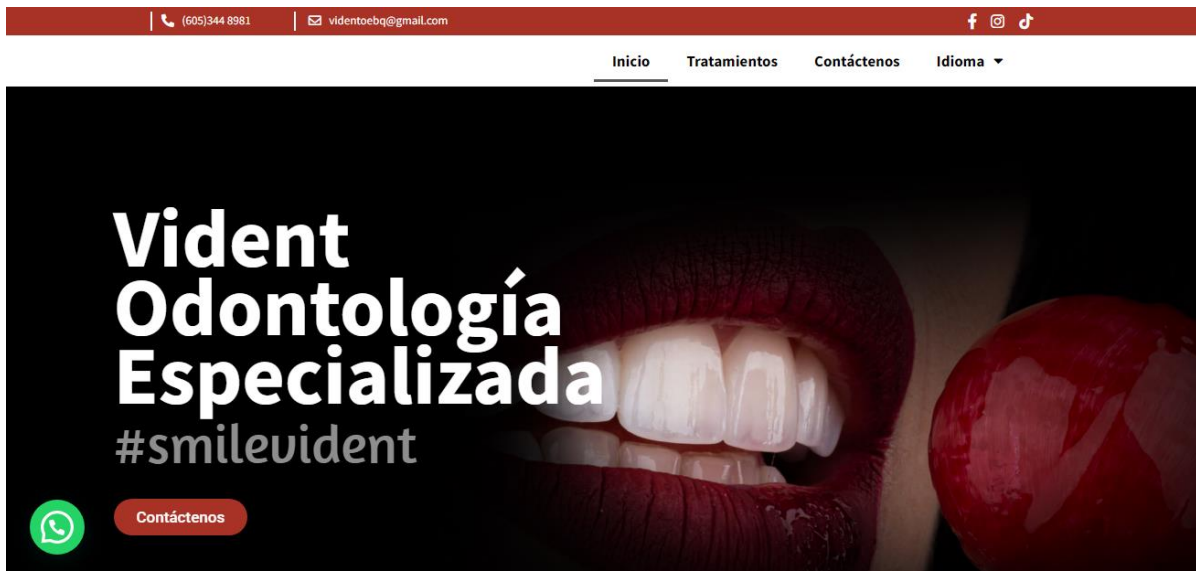 (605)344 8981
videntoebq@gmail.com
Inicio
Tratamientos
Contáctenos
Idioma
Vident
Odontología
Especializada
#smilevident
Contáctenos